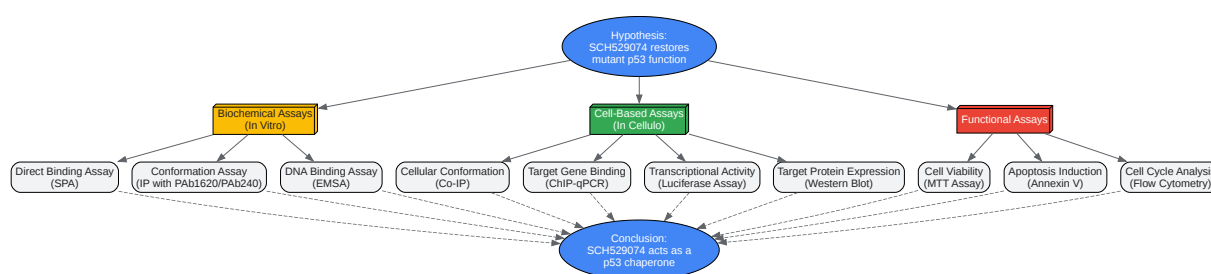 Hypothesis:
SCH529074 restores
mutant p53 function
Biochemical Assays
(In Vitro)
Cell-Based Assays
(In Cellulo)
Functional Assays
Direct Binding Assay
(SPA)
Conformation Assay
(IP with PAb1620/PAb240)
DNA Binding Assay
(EMSA)
Cellular Conformation
(Co-IP)
Target Gene Binding
(ChIP-qPCR)
Transcriptional Activity
(Luciferase Assay)
Target Protein Expression
(Western Blot)
Cell Viability
(MTT Assay)
Apoptosis Induction
(Annexin V)
Cell Cycle Analysis
(Flow Cytometry)
Conclusion:
SCH529074 acts as a
p53 chaperone